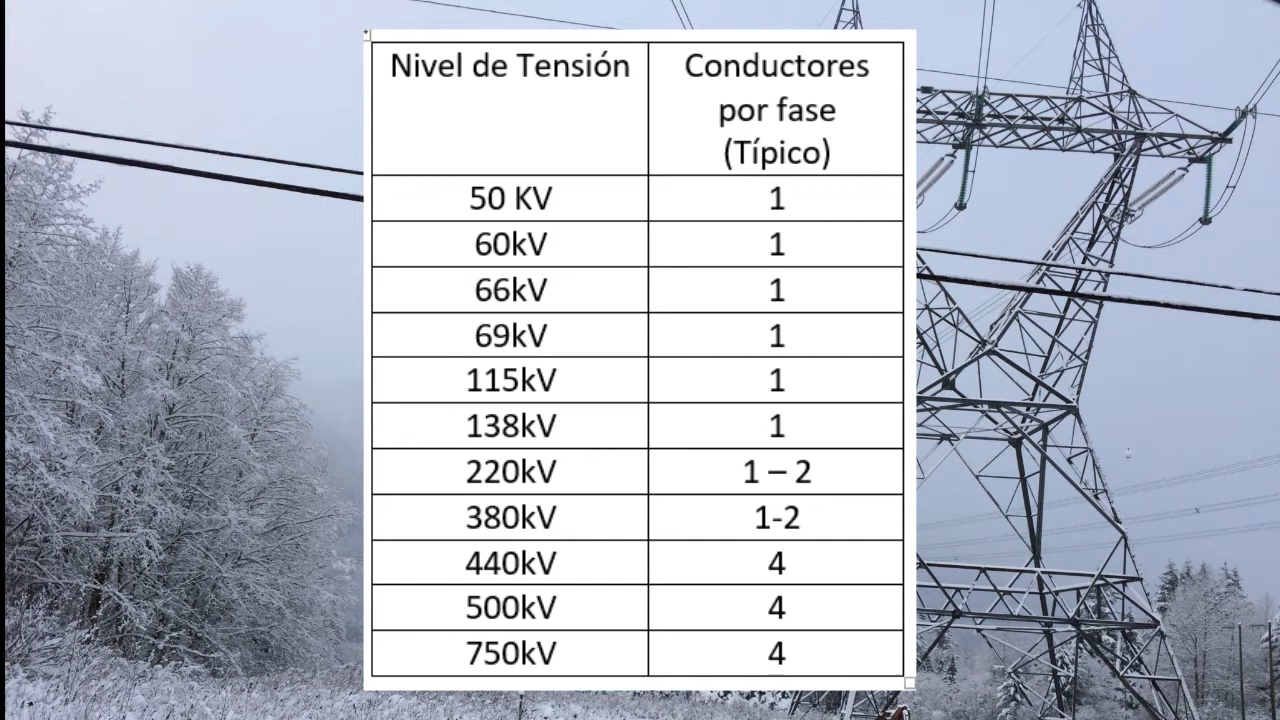 Nivel de Tensión
Conductores
por fase
(Típico)
50 KV
1
60kV
1
66kV
1
69kV
1
115kV
1
138kV
1
220kV
1 – 2
380kV
1-2
440kV
4
500kV
4
750kV
4